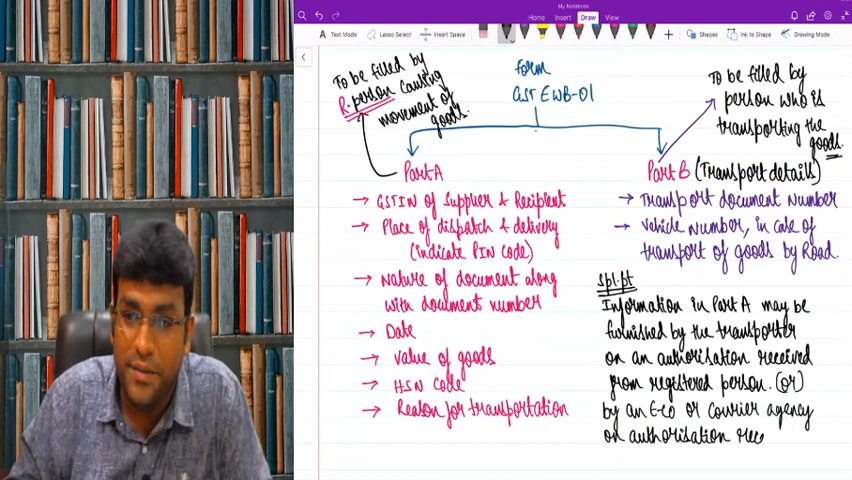 My Notebook
Home Insert Draw View
Text Mode Lasso Select Insert Space Shapes Ink to Shape Drawing Mode
To be filled by
R. person causing
movement of
goods.
Form
GST EWB-01
To be filled by
person who is
transporting the
goods.
Part A
→ GSTIN of Supplier & Recipient
→ Place of dispatch & delivery
(indicate PIN code)
→ Nature of document along
with document number
→ Date
→ Value of goods
→ HSN code
→ Reason for transportation
Part B (Transport details)
→ Transport document Number
→ Vehicle Number, in case of
transport of goods by Road.
Spl.pt
Information in Part A may be
furnished by the transporter
on an authorisation received
from registered person. (or)
by an E-Co or Courier agency
on authorisation rec